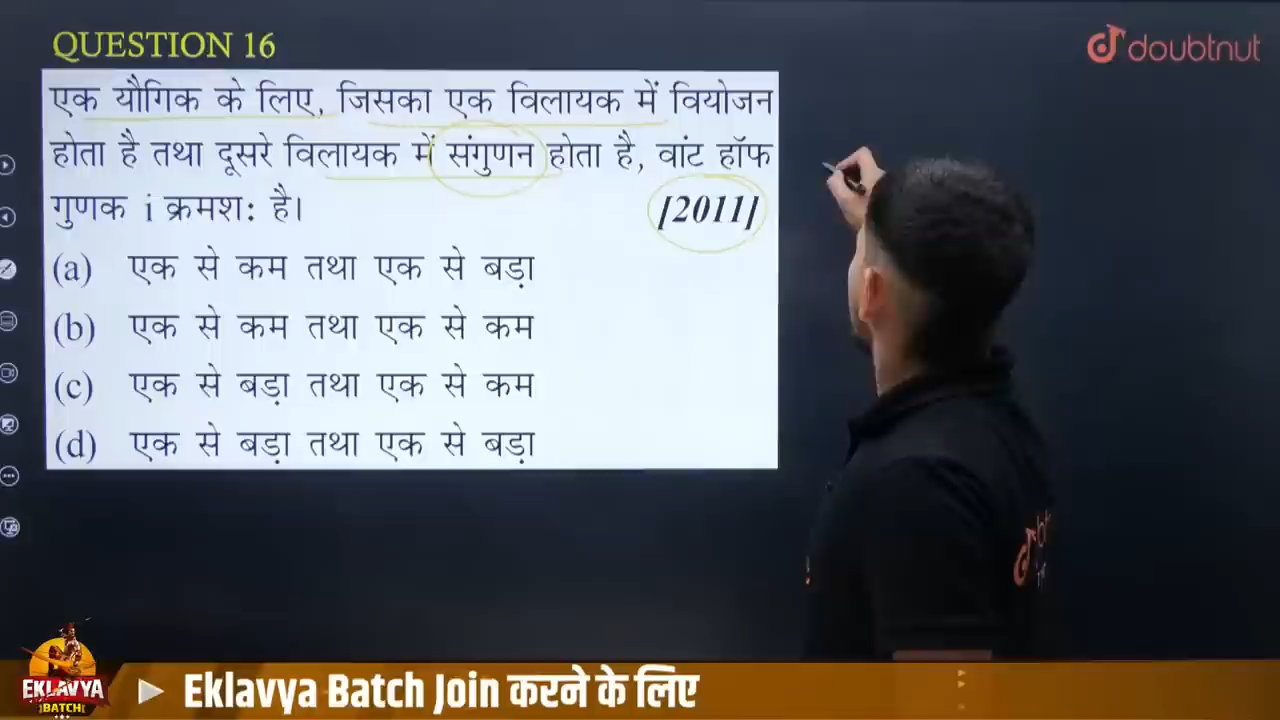 QUESTION 16
doubtnut
एक यौगिक के लिए, जिसका एक विलायक में वियोजन
होता है तथा दूसरे विलायक में संगुणन होता है, वांट हॉफ
गुणक i क्रमश: है। [2011]
(a) एक से कम तथा एक से बड़ा
(b) एक से कम तथा एक से कम
(c) एक से बड़ा तथा एक से कम
(d) एक से बड़ा तथा एक से बड़ा
EKLAVYA
BATCH
Eklavya Batch Join करने के लिए